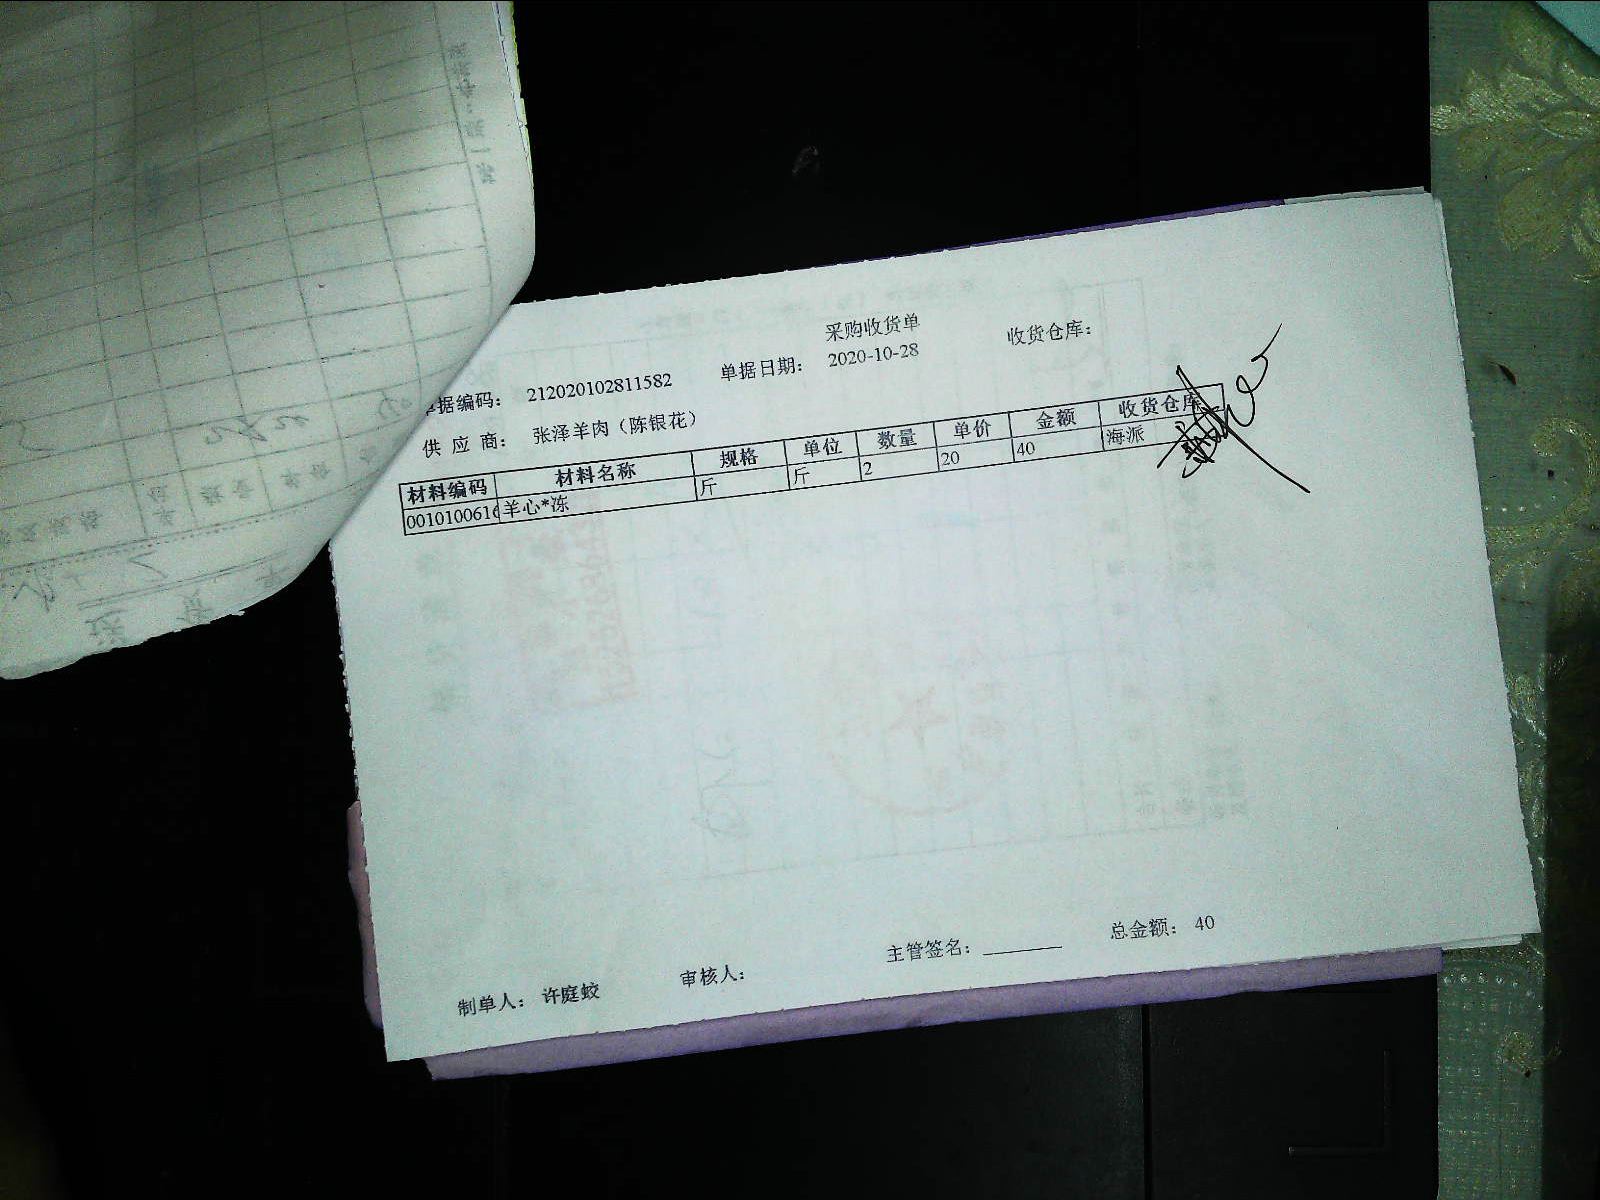 采购收货单
据编码： 212020102811582 单据日期： 2020-10-28 收货仓库：
供 应 商： 张泽羊肉（陈银花）
材料编码 材料名称 规格 单位 数量 单价 金额 收货仓库
0010100616 羊心*冻 斤 斤 2 20 40 海派
制单人： 许庭蛟 审核人： 主管签名：________ 总金额： 40